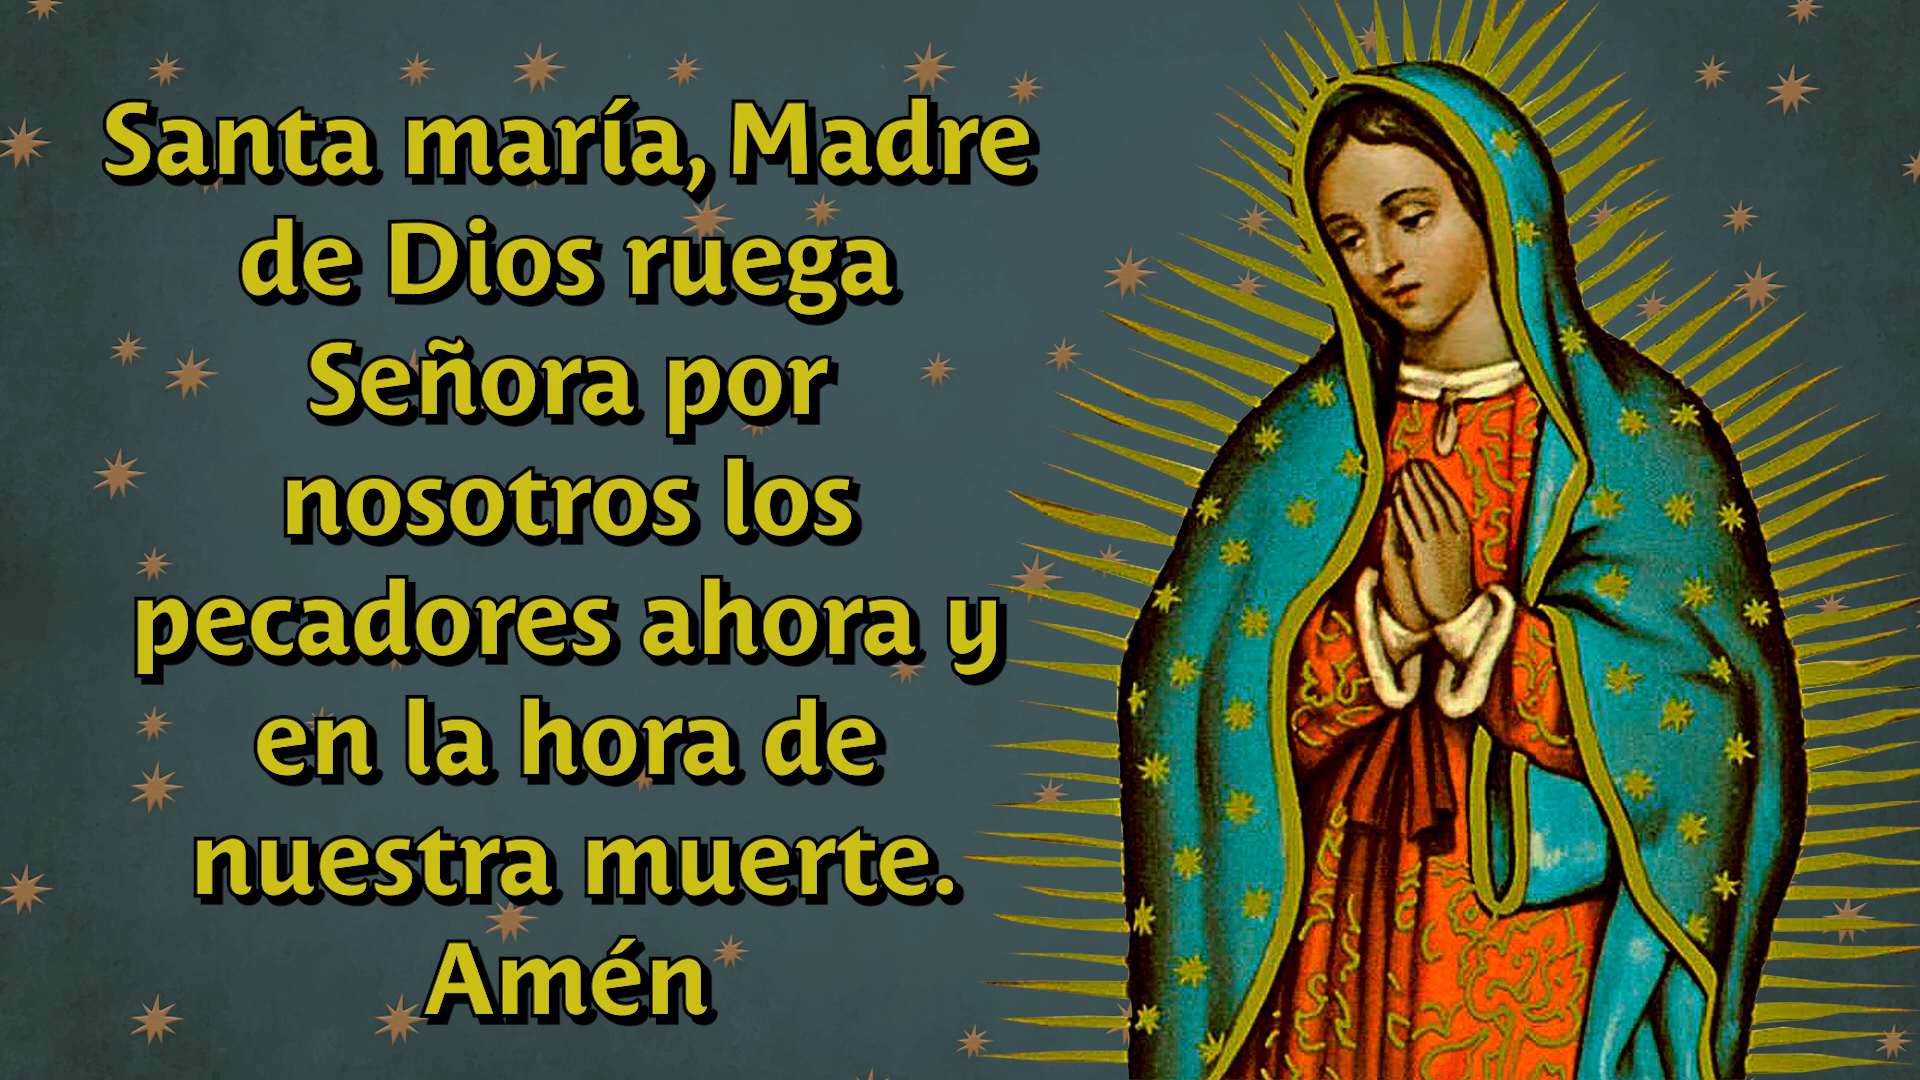 Santa maría, Madre
de Dios ruega
Señora por
nosotros los
pecadores ahora y
en la hora de
nuestra muerte.
Amén